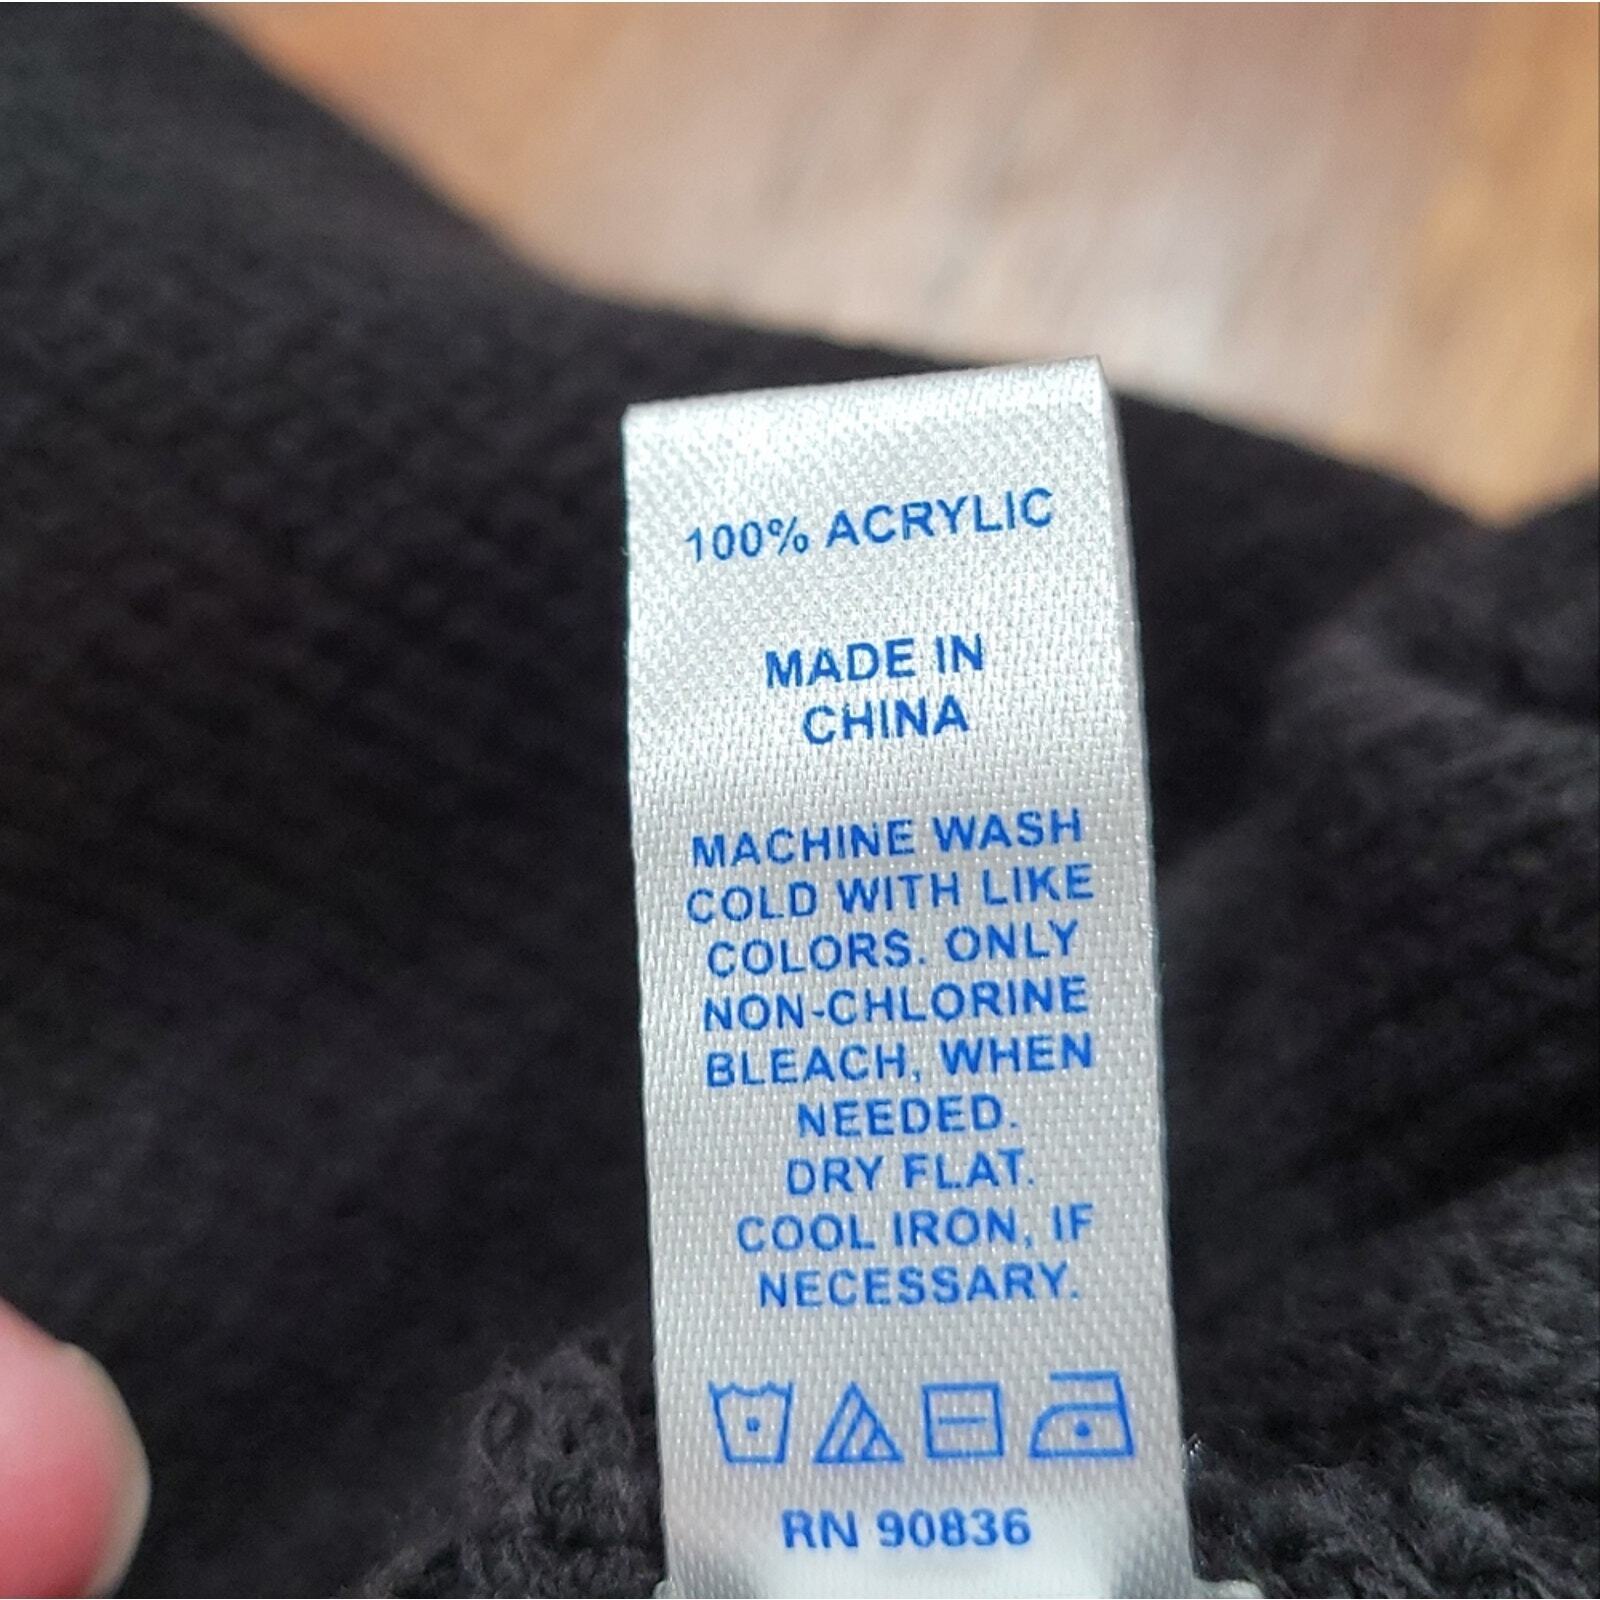 100% ACRYLIC
MADE IN
CHINA
MACHINE WASH
COLD WITH LIKE
COLORS. ONLY
NON-CHLORINE
BLEACH, WHEN
NEEDED.
DRY FLAT.
COOL IRON, IF
NECESSARY.
RN 90836